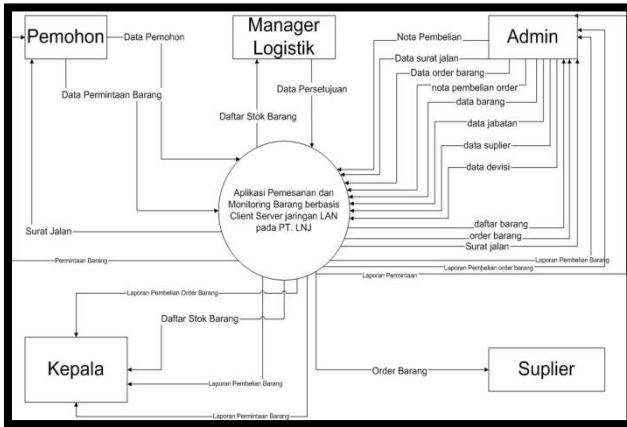 Pemohon
Data Pemohon
Data Permintaan Barang
Manager
Logistik
Daftar Stok Barang
Data Persetujuan
Admin
Nota Pembelian
Data surat jalan
Data order barang
nota pembelian order
data barang
data jabatan
data suplier
data devisi
Aplikasi Pemesanan dan
Monitoring Barang berbasis
Client Server jaringan LAN
pada PT. LNJ
daftar barang
order barang
Surat jalan
Surat Jalan
Permintaan Barang
Laporan Pembelian Barang
Laporan Pembelian order barang
Laporan Permintaan
Laporan Pembelian Order Barang
Daftar Stok Barang
Kepala
Laporan Pembelian Barang
Laporan Permintaan Barang
Order Barang
Suplier